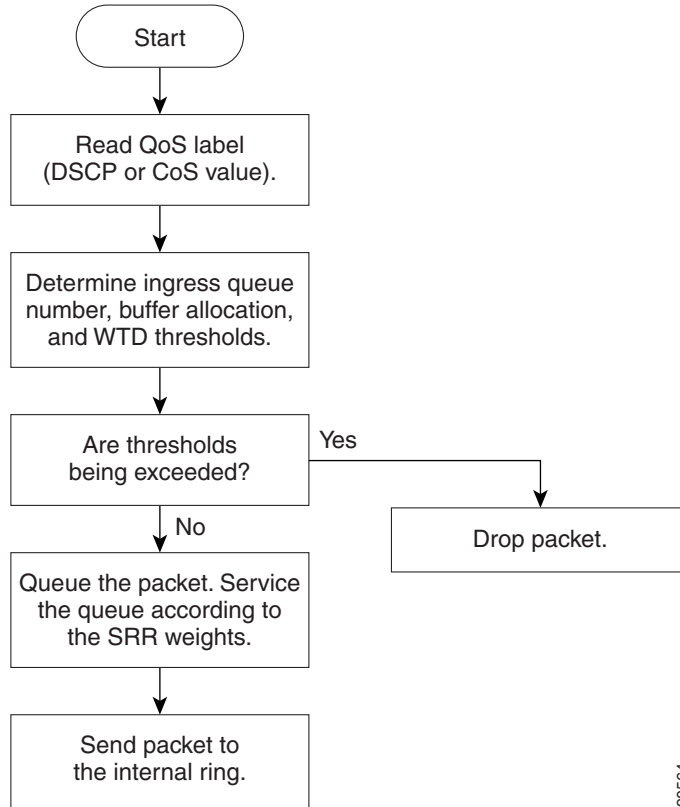 Start
Read QoS label
(DSCP or CoS value).
Determine ingress queue
number, buffer allocation,
and WTD thresholds.
Are thresholds
being exceeded?
Yes
No
Drop packet.
Queue the packet. Service
the queue according to
the SRR weights.
Send packet to
the internal ring.